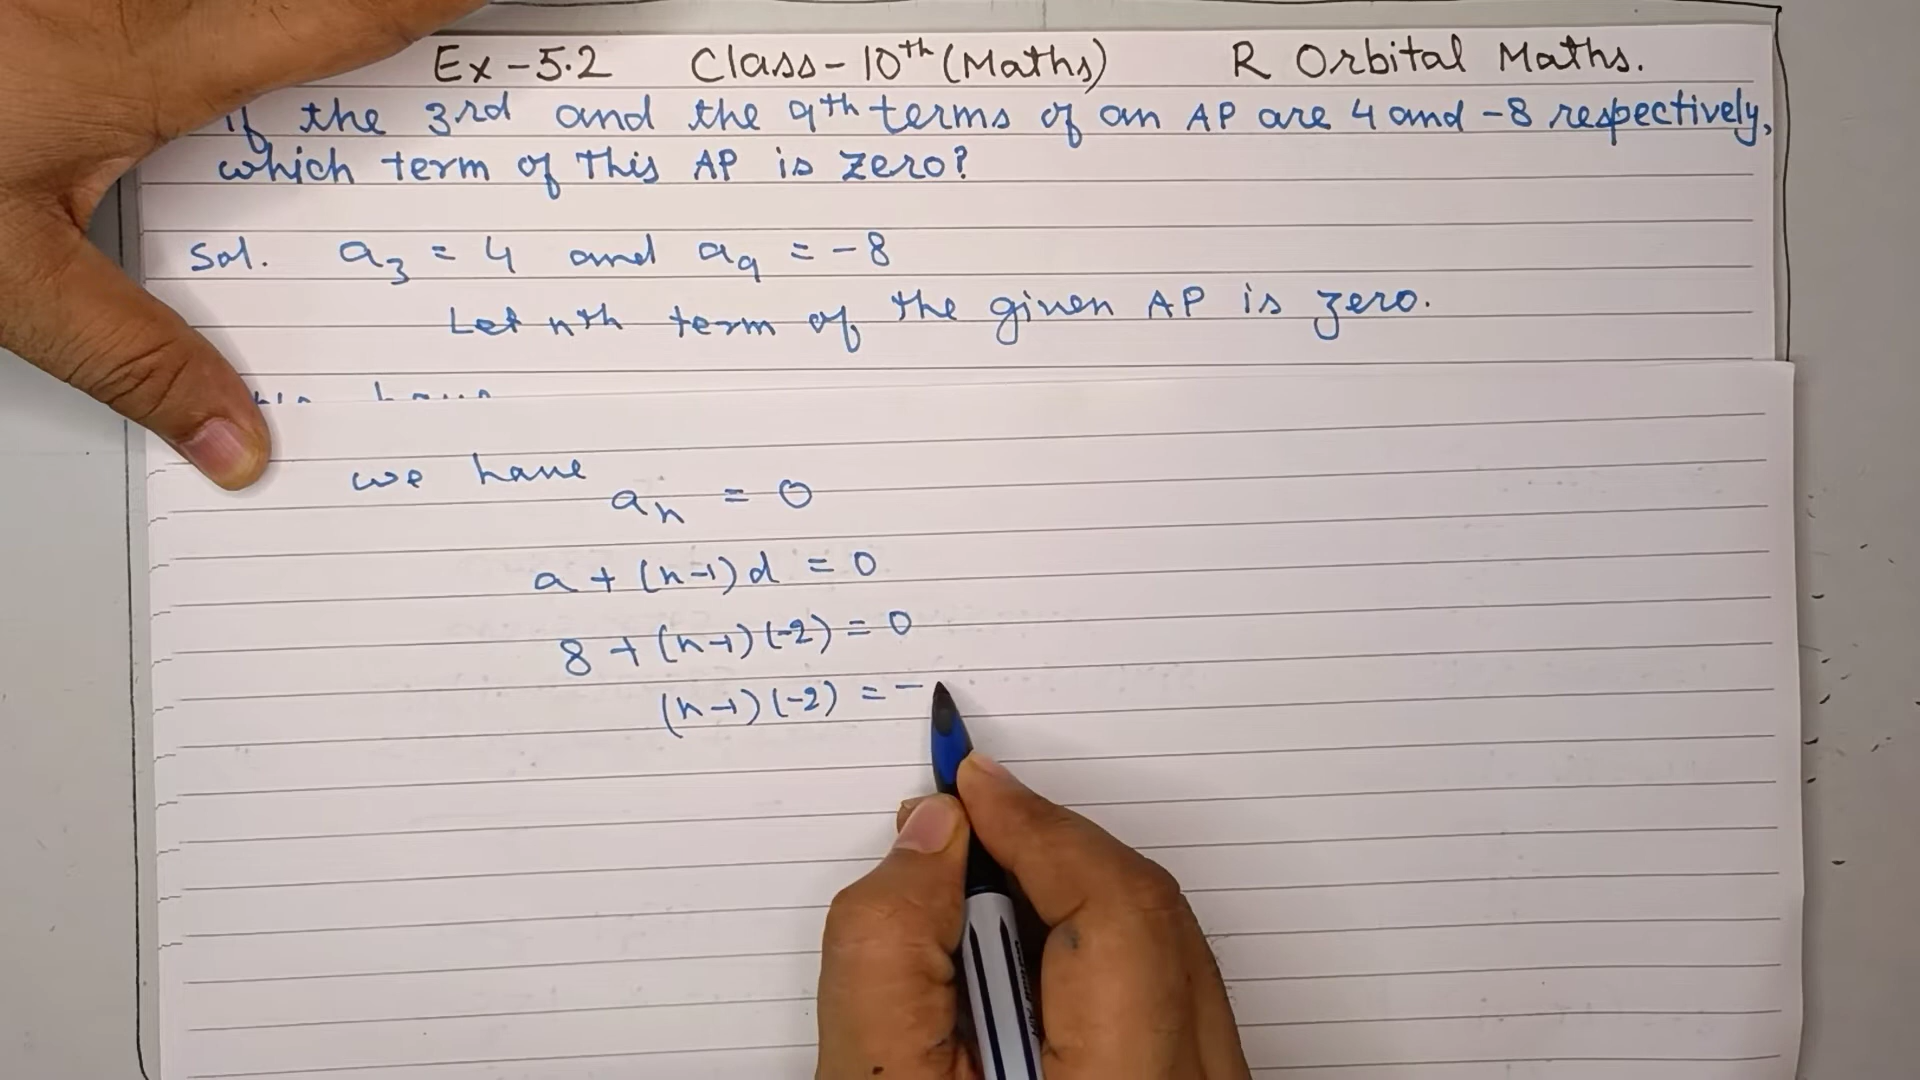 Ex-5.2 Class-10th (Maths) R Orbital Maths.
If the 3rd and the 9th terms of an AP are 4 and -8 respectively,
which term of this AP is zero?
Sol. a₃ = 4 and a₉ = -8
Let nth term of the given AP is zero.
we have
aₙ = 0
a + (n-1)d = 0
8 + (n-1)(-2) = 0
(n-1)(-2) = -